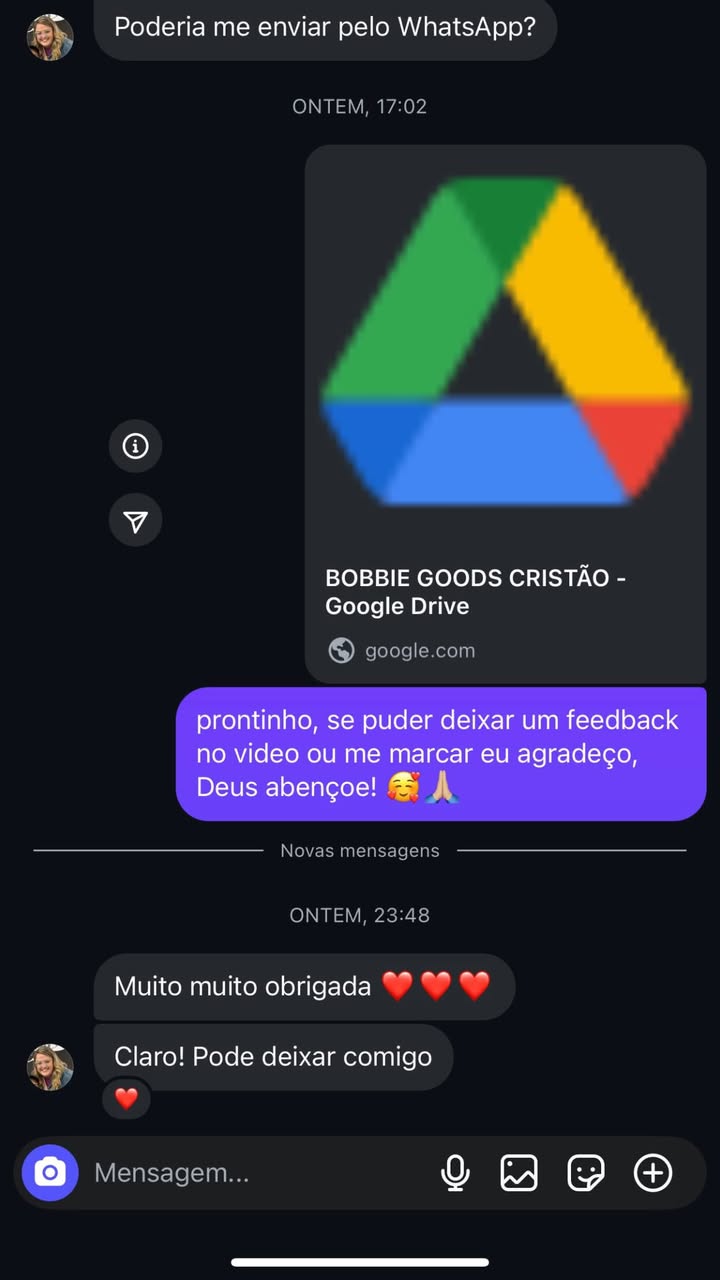 Poderia me enviar pelo WhatsApp?
ONTEM, 17:02
BOBBIE GOODS CRISTÃO -
Google Drive
google.com
prontinho, se puder deixar um feedback
no video ou me marcar eu agradeço,
Deus abençoe! 🥰🙏🏼
Novas mensagens
ONTEM, 23:48
Muito muito obrigada ❤️❤️❤️
Claro! Pode deixar comigo
❤️
Mensagem...